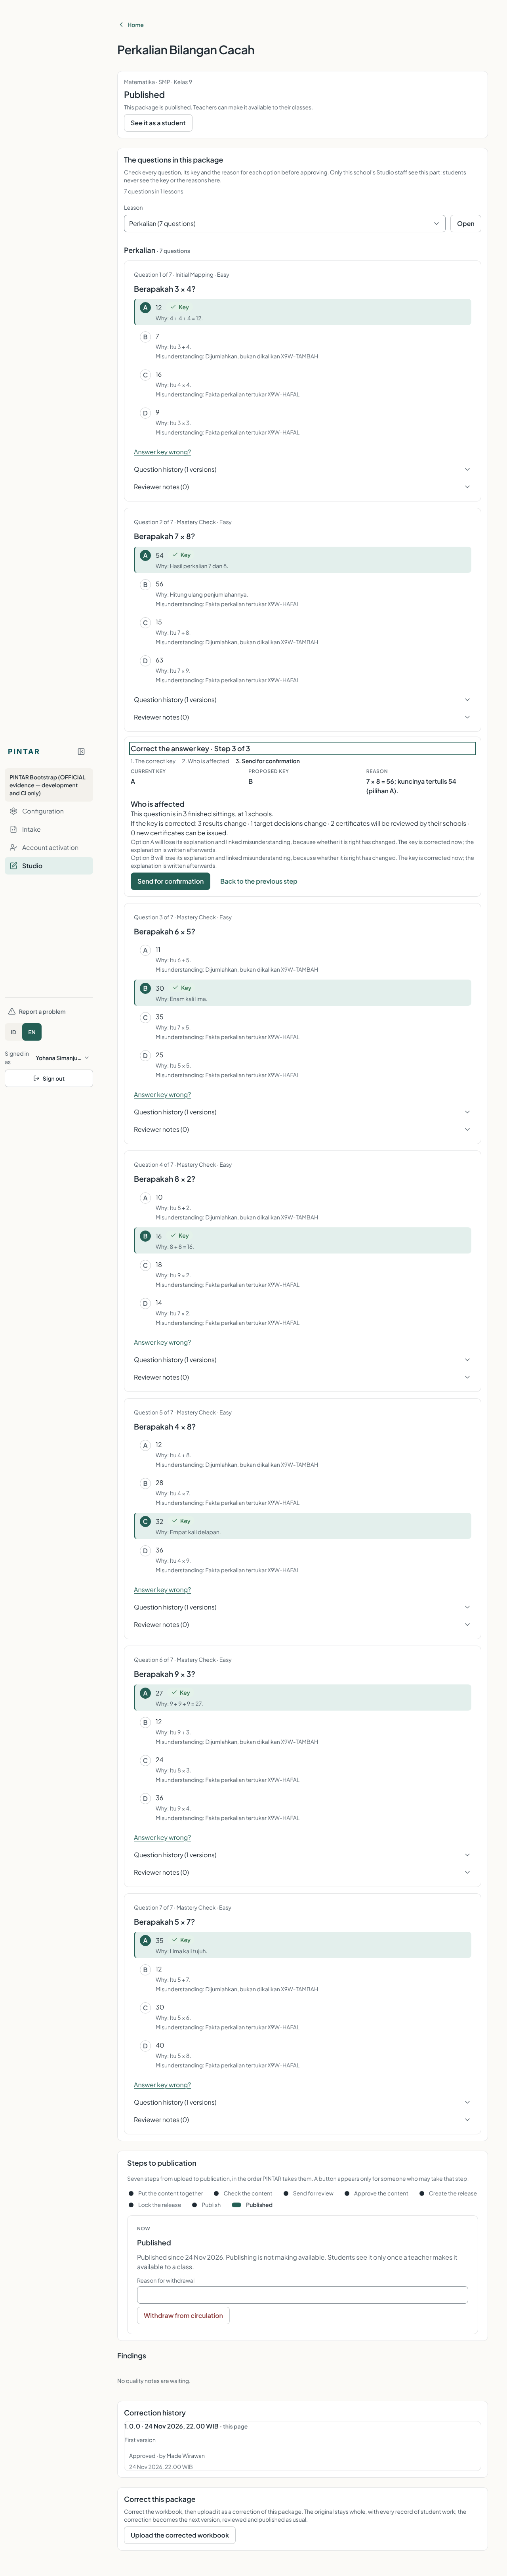 Home
Perkalian Bilangan Cacah
Matematika · SMP · Kelas 9
Published
This package is published. Teachers can make it available to their classes.
See it as a student
The questions in this package
Check every question, its key and the reason for each option before approving. Only this school's Studio staff see this part; students
never see the key or the reasons here.
7 questions in 1 lessons
Lesson
Perkalian (7 questions)
Open
Perkalian · 7 questions
Question 1 of 7 · Initial Mapping · Easy
Berapakah 3 × 4?
A 12 Key
Why: 4 + 4 + 4 = 12.
B 7
Why: Itu 3 + 4.
Misunderstanding: Dijumlahkan, bukan dikalikan X9W-TAMBAH
C 16
Why: Itu 4 × 4.
Misunderstanding: Fakta perkalian tertukar X9W-HAFAL
D 9
Why: Itu 3 × 3.
Misunderstanding: Fakta perkalian tertukar X9W-HAFAL
Answer key wrong?
Question history (1 versions)
Reviewer notes (0)
Question 2 of 7 · Mastery Check · Easy
Berapakah 7 × 8?
A 54 Key
Why: Hasil perkalian 7 dan 8.
B 56
Why: Hitung ulang penjumlahannya.
Misunderstanding: Fakta perkalian tertukar X9W-HAFAL
C 15
Why: Itu 7 + 8.
Misunderstanding: Dijumlahkan, bukan dikalikan X9W-TAMBAH
D 63
Why: Itu 7 × 9.
Misunderstanding: Fakta perkalian tertukar X9W-HAFAL
Question history (1 versions)
Reviewer notes (0)
Correct the answer key · Step 3 of 3
1. The correct key 2. Who is affected 3. Send for confirmation
CURRENT KEY PROPOSED KEY REASON
A B 7 × 8 = 56; kuncinya tertulis 54
(pilihan A).
Who is affected
This question is in 3 finished sittings, at 1 schools.
If the key is corrected: 3 results change · 1 target decisions change · 2 certificates will be reviewed by their schools ·
0 new certificates can be issued.
Option A will lose its explanation and linked misunderstanding, because whether it is right has changed. The key is corrected now; the
explanation is written afterwards.
Option B will lose its explanation and linked misunderstanding, because whether it is right has changed. The key is corrected now; the
explanation is written afterwards.
Send for confirmation
Back to the previous step
PINTAR
PINTAR Bootstrap (OFFICIAL
evidence — development
and CI only)
Configuration
Intake
Account activation
Studio
Report a problem
ID EN
Signed in
as
Yohana Simanju...
Sign out
Question 3 of 7 · Mastery Check · Easy
Berapakah 6 × 5?
A 11
Why: Itu 6 + 5.
Misunderstanding: Dijumlahkan, bukan dikalikan X9W-TAMBAH
B 30 Key
Why: Enam kali lima.
C 35
Why: Itu 7 × 5.
Misunderstanding: Fakta perkalian tertukar X9W-HAFAL
D 25
Why: Itu 5 × 5.
Misunderstanding: Fakta perkalian tertukar X9W-HAFAL
Answer key wrong?
Question history (1 versions)
Reviewer notes (0)
Question 4 of 7 · Mastery Check · Easy
Berapakah 8 × 2?
A 10
Why: Itu 8 + 2.
Misunderstanding: Dijumlahkan, bukan dikalikan X9W-TAMBAH
B 16 Key
Why: 8 + 8 = 16.
C 18
Why: Itu 9 × 2.
Misunderstanding: Fakta perkalian tertukar X9W-HAFAL
D 14
Why: Itu 7 × 2.
Misunderstanding: Fakta perkalian tertukar X9W-HAFAL
Answer key wrong?
Question history (1 versions)
Reviewer notes (0)
Question 5 of 7 · Mastery Check · Easy
Berapakah 4 × 8?
A 12
Why: Itu 4 + 8.
Misunderstanding: Dijumlahkan, bukan dikalikan X9W-TAMBAH
B 28
Why: Itu 4 × 7.
Misunderstanding: Fakta perkalian tertukar X9W-HAFAL
C 32 Key
Why: Empat kali delapan.
D 36
Why: Itu 4 × 9.
Misunderstanding: Fakta perkalian tertukar X9W-HAFAL
Answer key wrong?
Question history (1 versions)
Reviewer notes (0)
Question 6 of 7 · Mastery Check · Easy
Berapakah 9 × 3?
A 27 Key
Why: 9 + 9 + 9 = 27.
B 12
Why: Itu 9 + 3.
Misunderstanding: Dijumlahkan, bukan dikalikan X9W-TAMBAH
C 24
Why: Itu 8 × 3.
Misunderstanding: Fakta perkalian tertukar X9W-HAFAL
D 36
Why: Itu 9 × 4.
Misunderstanding: Fakta perkalian tertukar X9W-HAFAL
Answer key wrong?
Question history (1 versions)
Reviewer notes (0)
Question 7 of 7 · Mastery Check · Easy
Berapakah 5 × 7?
A 35 Key
Why: Lima kali tujuh.
B 12
Why: Itu 5 + 7.
Misunderstanding: Dijumlahkan, bukan dikalikan X9W-TAMBAH
C 30
Why: Itu 5 × 6.
Misunderstanding: Fakta perkalian tertukar X9W-HAFAL
D 40
Why: Itu 5 × 8.
Misunderstanding: Fakta perkalian tertukar X9W-HAFAL
Answer key wrong?
Question history (1 versions)
Reviewer notes (0)
Steps to publication
Seven steps from upload to publication, in the order PINTAR takes them. A button appears only for someone who may take that step.
Put the content together Check the content Send for review Approve the content Create the release
Lock the release Publish Published
NOW
Published
Published since 24 Nov 2026. Publishing is not making available. Students see it only once a teacher makes it
available to a class.
Reason for withdrawal
Withdraw from circulation
Findings
No quality notes are waiting.
Correction history
1.0.0 · 24 Nov 2026, 22.00 WIB · this page
First version
Approved · by Made Wirawan
24 Nov 2026, 22.00 WIB
Correct this package
Correct the workbook, then upload it as a correction of this package. The original stays whole, with every record of student work; the
correction becomes the next version, reviewed and published as usual.
Upload the corrected workbook